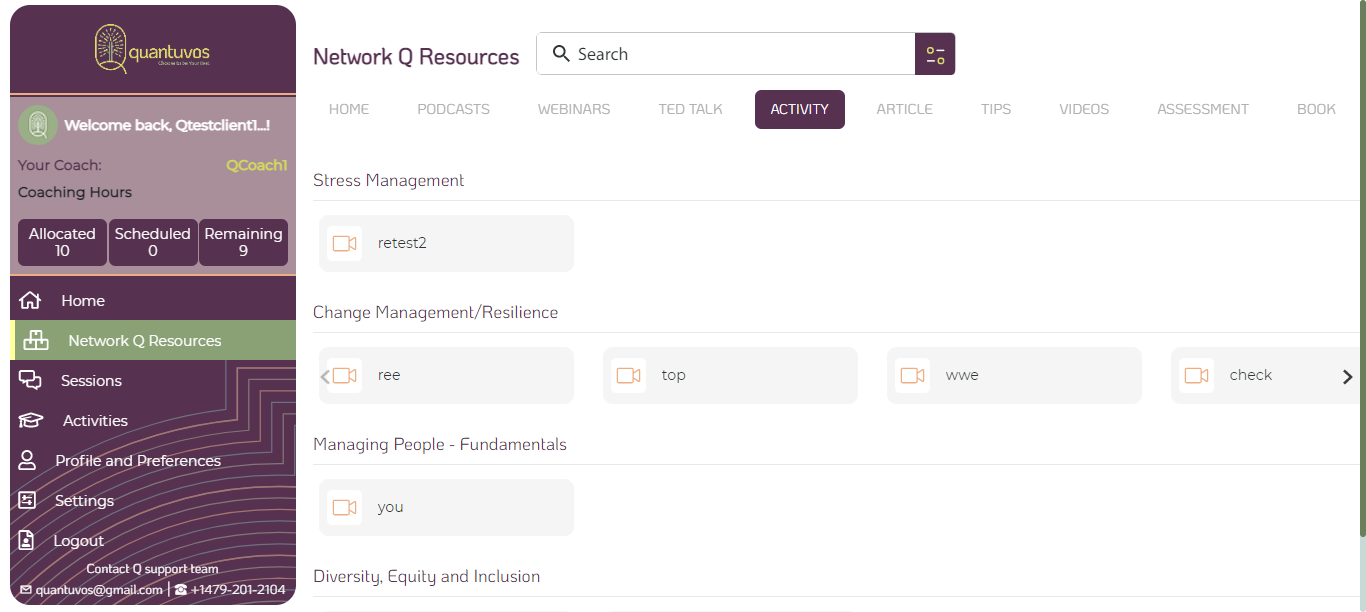 quantuvos
Choose to be Your Best
Welcome back, Qtestclient1...!
Your Coach: QCoach1
Coaching Hours
Allocated Scheduled Remaining
10 0 9
Home
Network Q Resources
Sessions
Activities
Profile and Preferences
Settings
Logout
Contact Q support team
quantuvos@gmail.com | +1479-201-2104
Network Q Resources
Search
HOME PODCASTS WEBINARS TED TALK ACTIVITY ARTICLE TIPS VIDEOS ASSESSMENT BOOK
Stress Management
retest2
Change Management/Resilience
ree top wwe check
Managing People - Fundamentals
you
Diversity, Equity and Inclusion